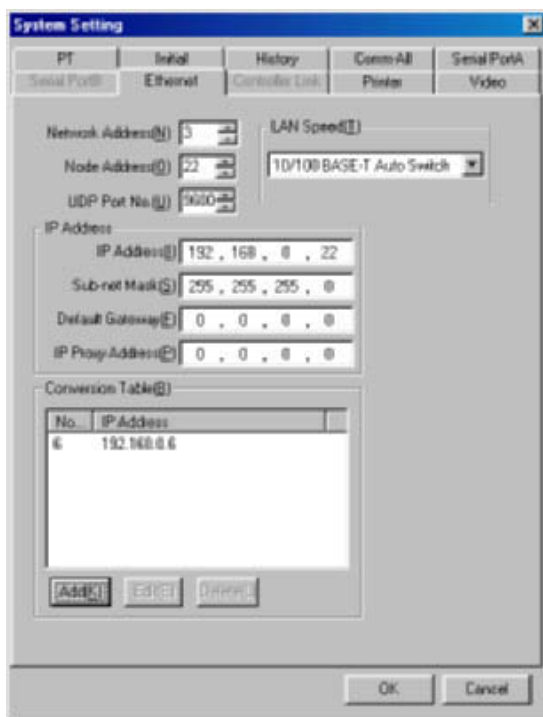 System Setting
PT Initial History Comm-All Serial PortA
Serial PortB Ethernet Controller Link Printer Video
Network Address(N) 3
LAN Speed(T)
Node Address(O) 22
10/100 BASE-T Auto Switch
UDP Port No.(U) 9600
IP Address
IP Address(I) 192 . 168 . 0 . 22
Sub-net Mask(S) 255 . 255 . 255 . 0
Default Gateway(F) 0 . 0 . 0 . 0
IP Proxy Address(P) 0 . 0 . 0 . 0
Conversion Table(R)
No... IP Address
6 192.168.0.6
Add(K) Edit(E) Delete(L)
OK Cancel